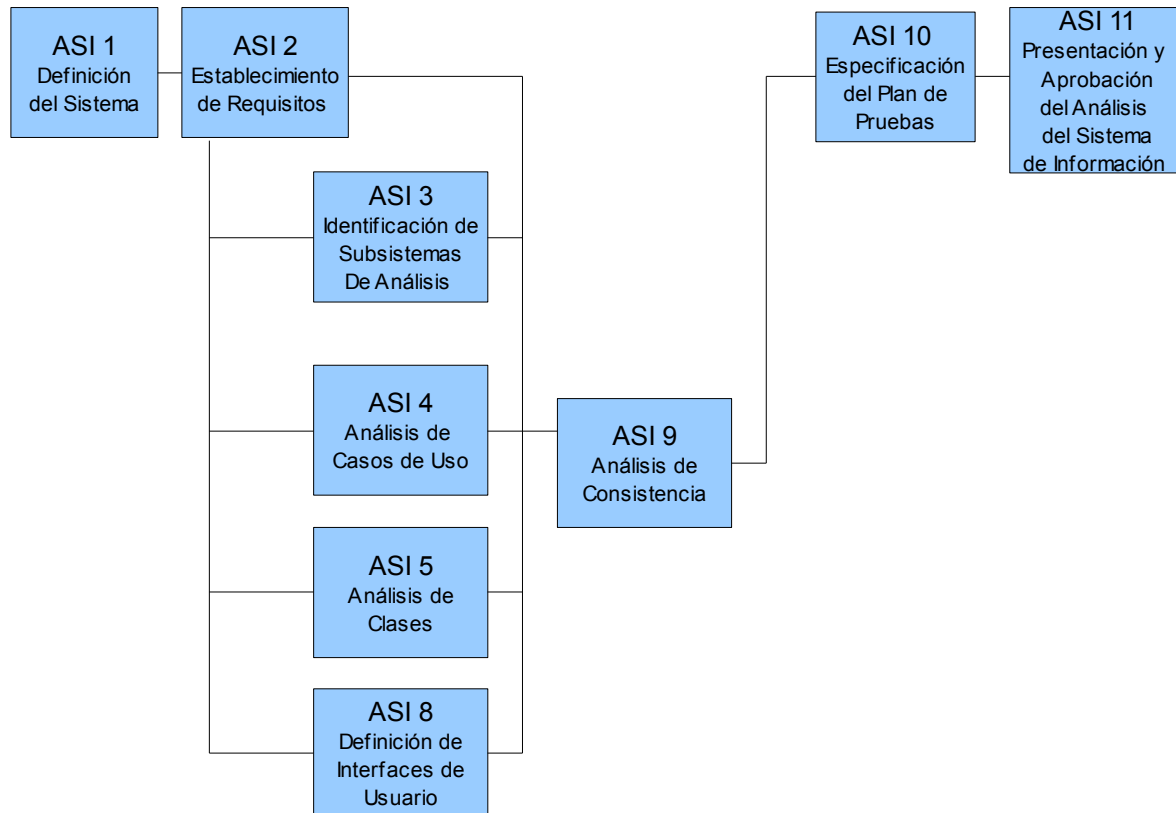 ASI 1
Definición
del Sistema
ASI 2
Establecimiento
de Requisitos
ASI 3
Identificación de
Subsistemas
De Análisis
ASI 4
Análisis de
Casos de Uso
ASI 5
Análisis de
Clases
ASI 8
Definición de
Interfaces de
Usuario
ASI 9
Análisis de
Consistencia
ASI 10
Especificación
del Plan de
Pruebas
ASI 11
Presentación y
Aprobación
del Análisis
del Sistema
de Información